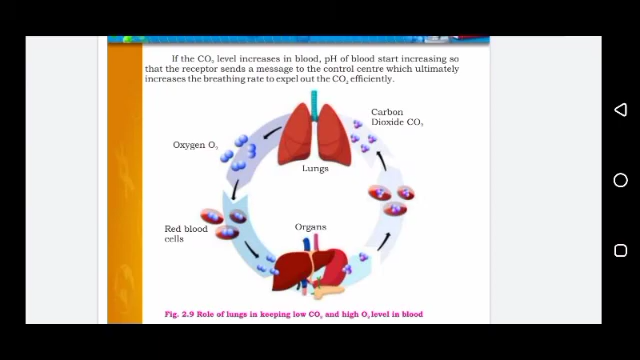 If the CO₂ level increases in blood, pH of blood start increasing so
that the receptor sends a message to the control centre which ultimately
increases the breathing rate to expel out the CO₂ efficiently.
Carbon
Dioxide CO₂
Oxygen O₂
Lungs
Red blood
cells
Organs
Fig. 2.9 Role of lungs in keeping low CO₂ and high O₂ level in blood